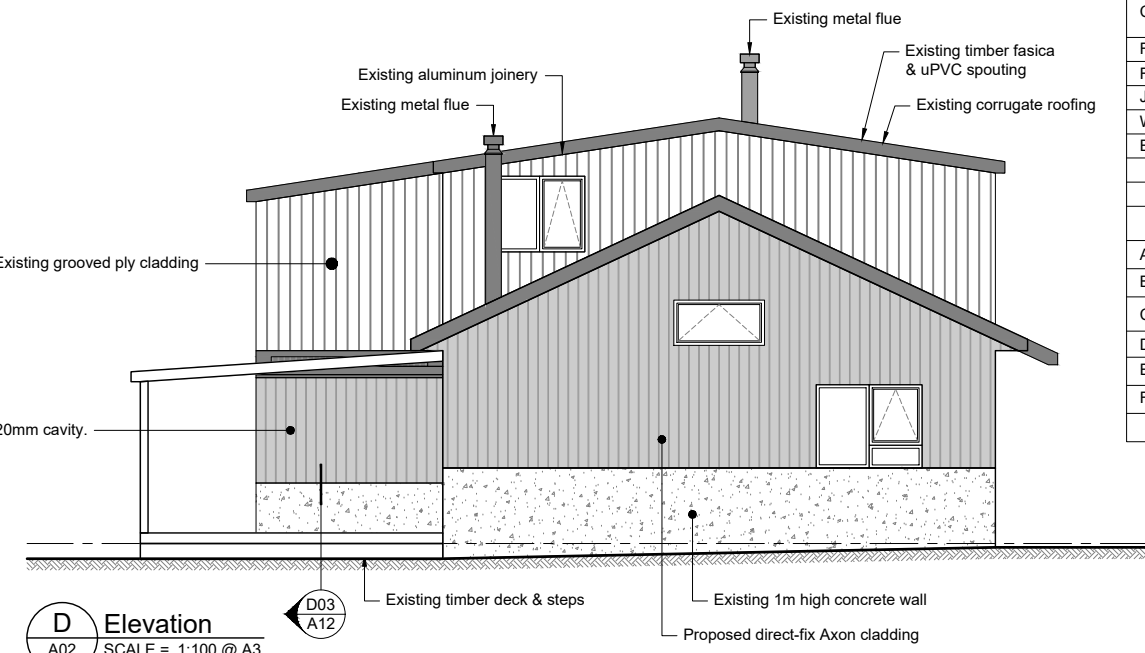 Existing metal flue
Existing timber fasica
& uPVC spouting
Existing aluminum joinery
Existing metal flue
Existing corrugate roofing
Existing grooved ply cladding
20mm cavity.
D03
A12
Existing timber deck & steps
Existing 1m high concrete wall
Proposed direct-fix Axon cladding
D
A02
Elevation
SCALE = 1:100 @ A3